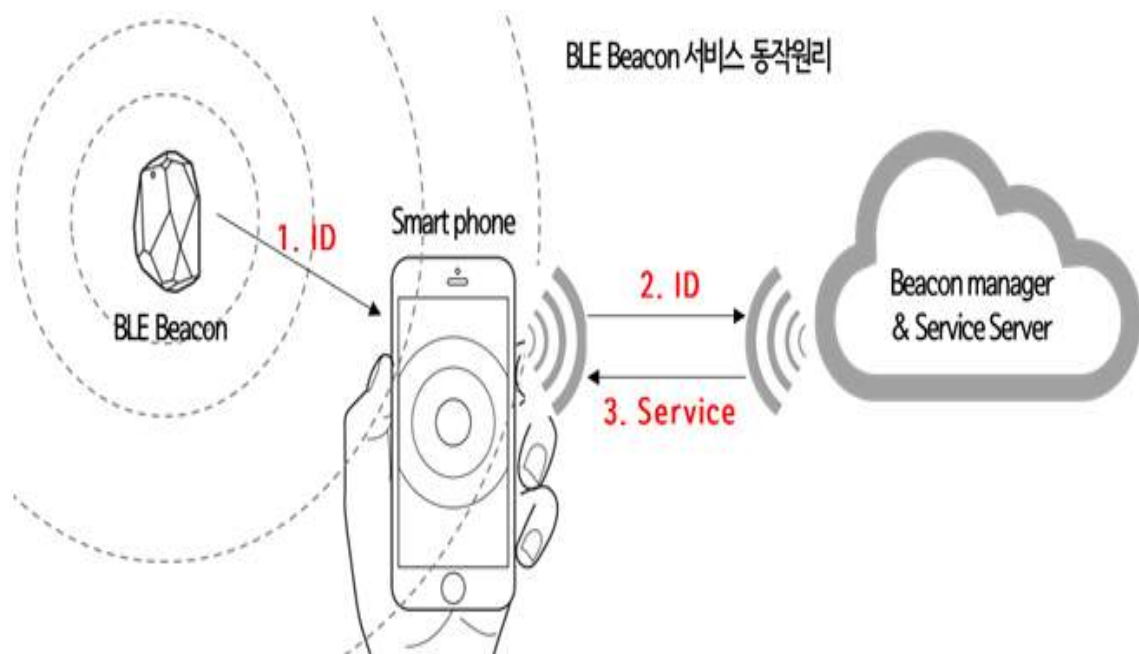 BLE Beacon 서비스 동작원리
Smart phone
1. ID
BLE Beacon
2. ID
3. Service
Beacon manager
& Service Server